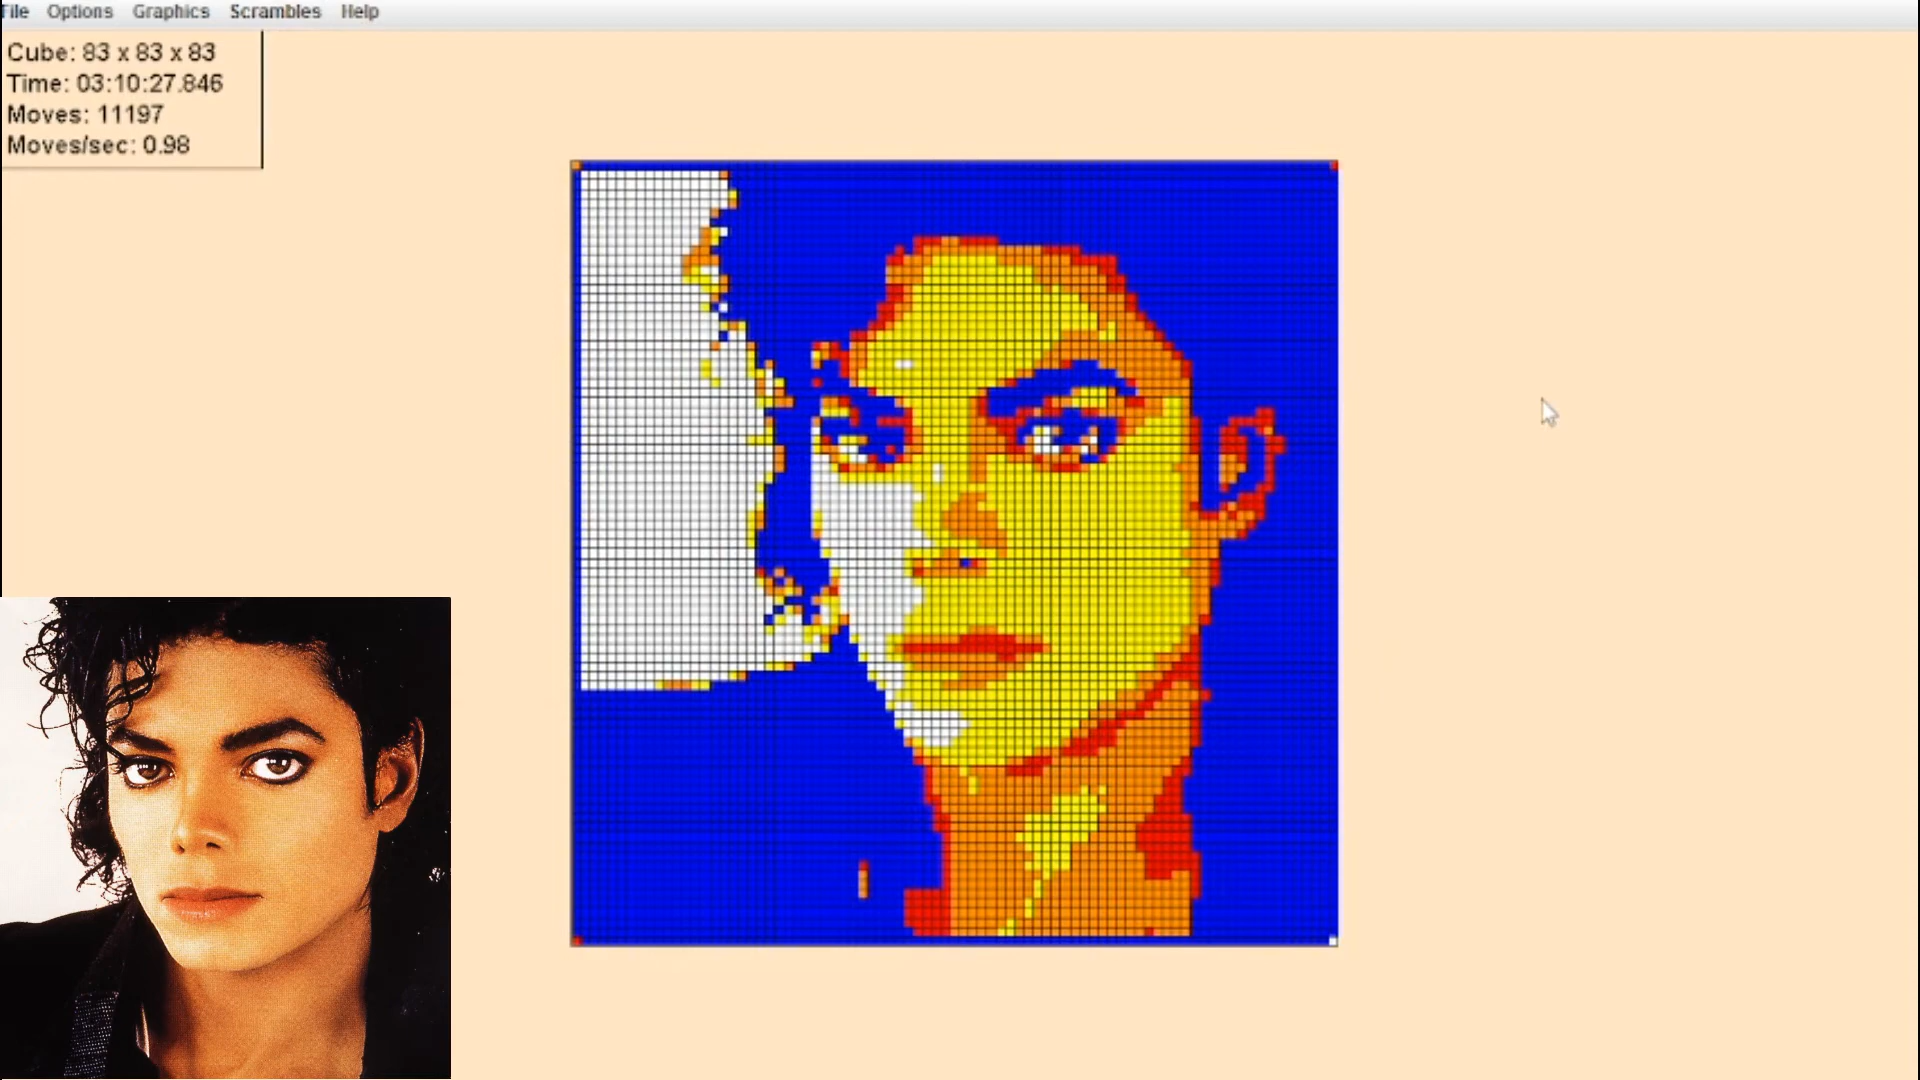 File Options Graphics Scrambles Help
Cube: 83 x 83 x 83
Time: 03:10:27.846
Moves: 11197
Moves/sec: 0.98